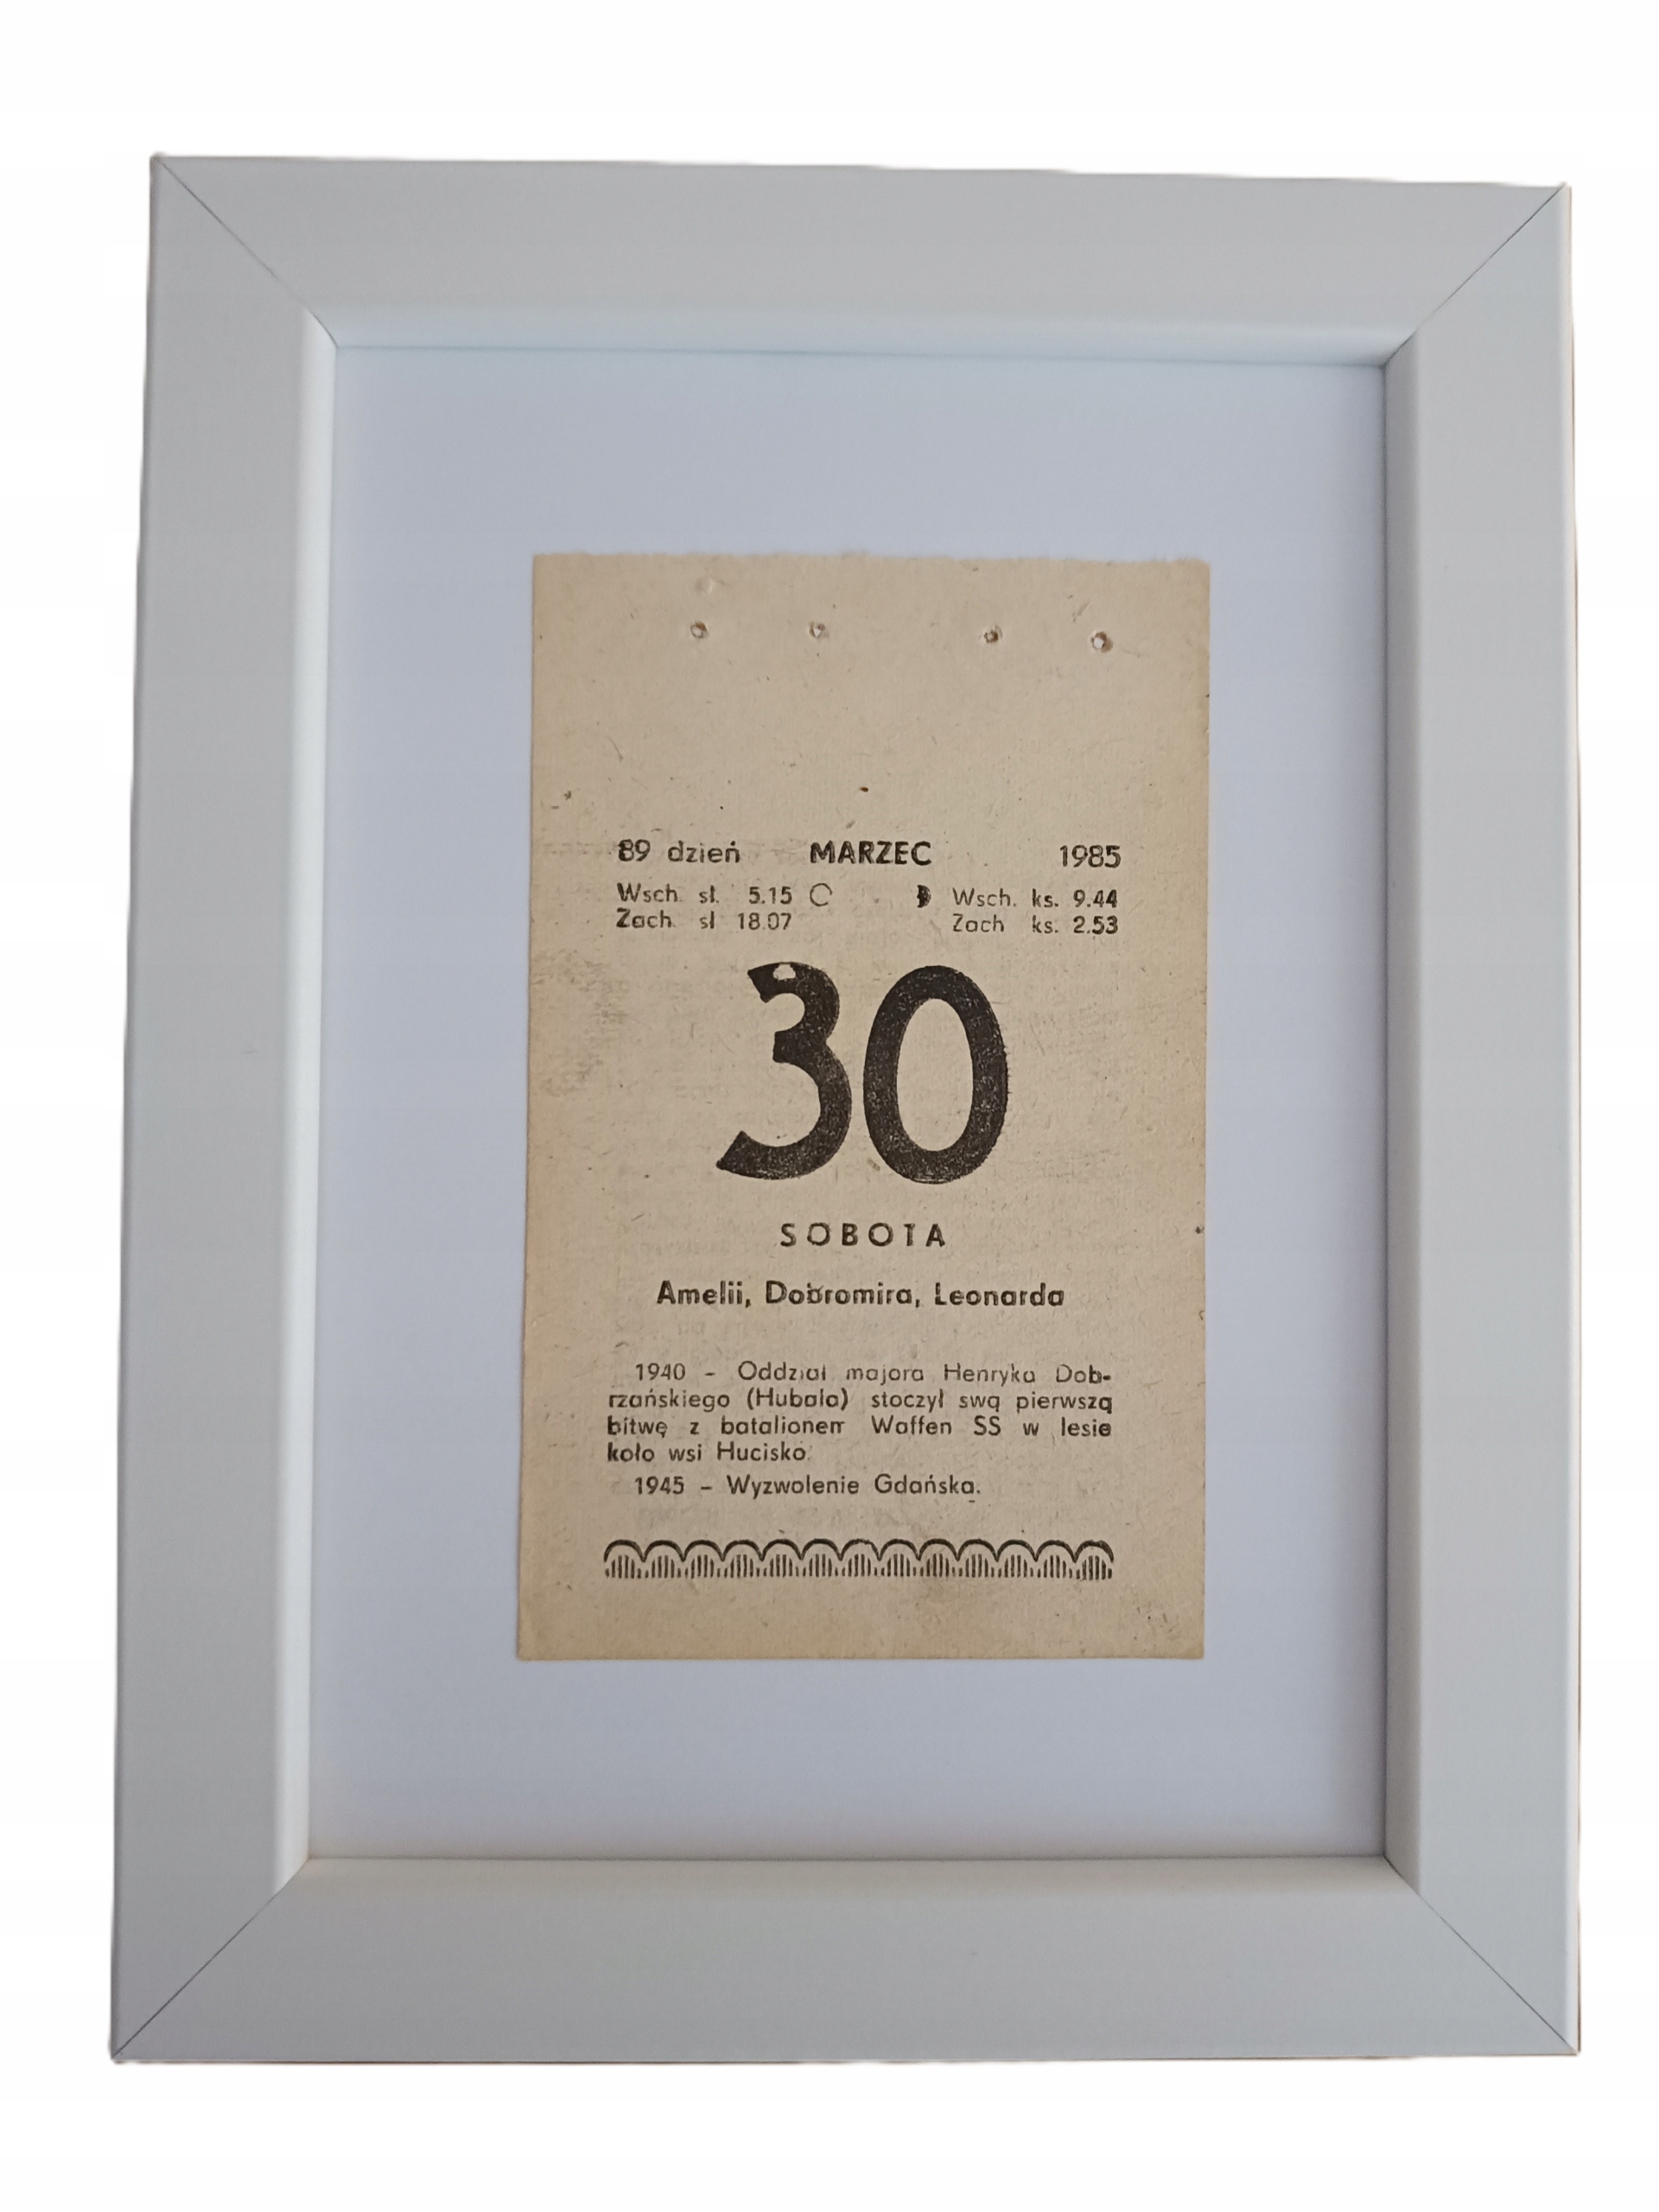 89 dzień MARZEC 1985
Wsch. sł. 5.15 Wsch. ks. 9.44
Zach. sł 18.07 Zach ks. 2.53
30
SOBOTA
Amelii, Dobromira, Leonarda
1940 – Oddział majora Henryka Dob-
rzańskiego (Hubala) stoczył swą pierwszą
bitwę z batalionem Waffen SS w lesie
koło wsi Hucisko.
1945 – Wyzwolenie Gdańska.